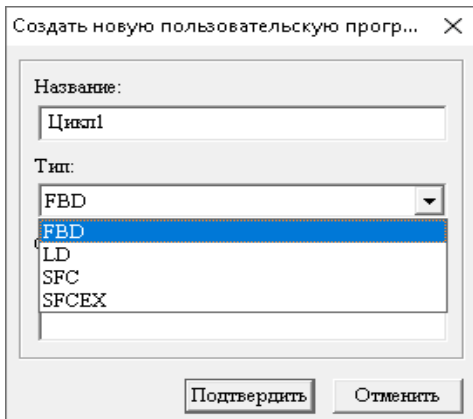 Создать новую пользовательскую прогр...
Название:
Цикл1
Тип:
FBD
FBD
LD
SFC
SFCEX
Подтвердить
Отменить